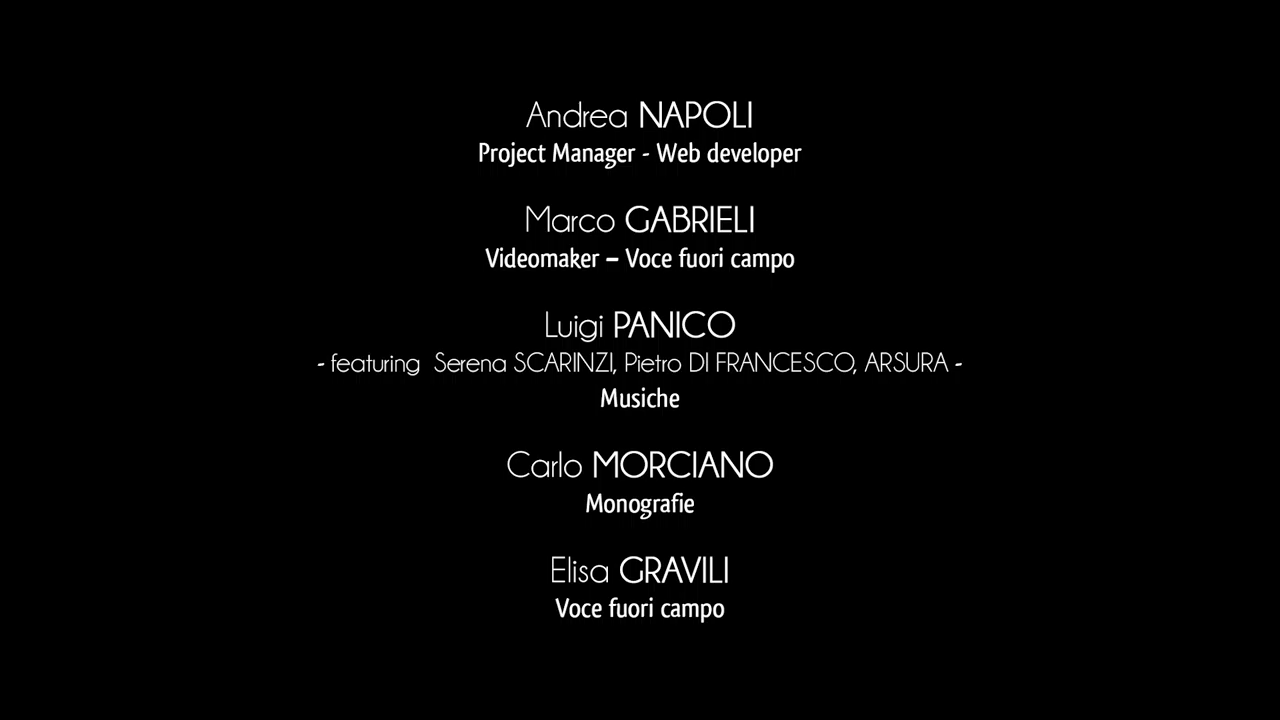 Andrea NAPOLI
Project Manager - Web developer
Marco GABRIELI
Videomaker – Voce fuori campo
Luigi PANICO
- featuring  Serena SCARINZI, Pietro DI FRANCESCO, ARSURA -
Musiche
Carlo MORCIANO
Monografie
Elisa GRAVILI
Voce fuori campo